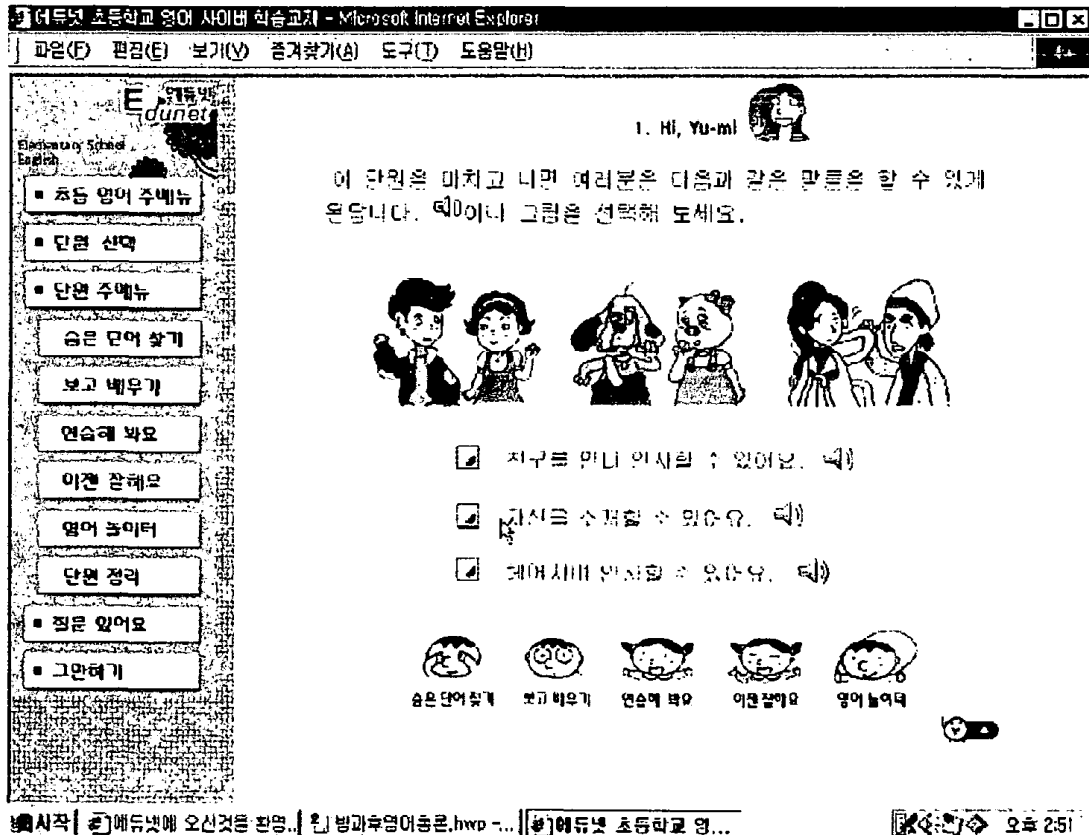 에듀넷 초등학교 영어 사이버 학습교재 - Microsoft Internet Explorer
파일(F) 편집(E) 보기(V) 즐겨찾기(A) 도구(T) 도움말(H)
에듀넷
Edunet
Elementary School
English
초등 영어 주메뉴
단원 선택
단원 주메뉴
숨은 단어 찾기
보고 배우기
연습해 봐요
이젠 잘해요
영어 놀이터
단원 정리
질문 있어요
그만하기
1. Hi, Yu-mi
이 단원을 마치고 나면 여러분은 다음과 같은 말들을 할 수 있게
된답니다. 이나 그림을 선택해 보세요.
친구를 만나 인사할 수 있어요.
자신을 소개할 수 있어요.
헤어지며 인사할 수 있어요.
숨은 단어 찾기 보고 배우기 연습해 봐요 이젠 잘해요 영어 놀이터
시작 에듀넷에 오신것을 환영.. 방과후영어총론.hwp -... 에듀넷 초등학교 영... 오후 2:51